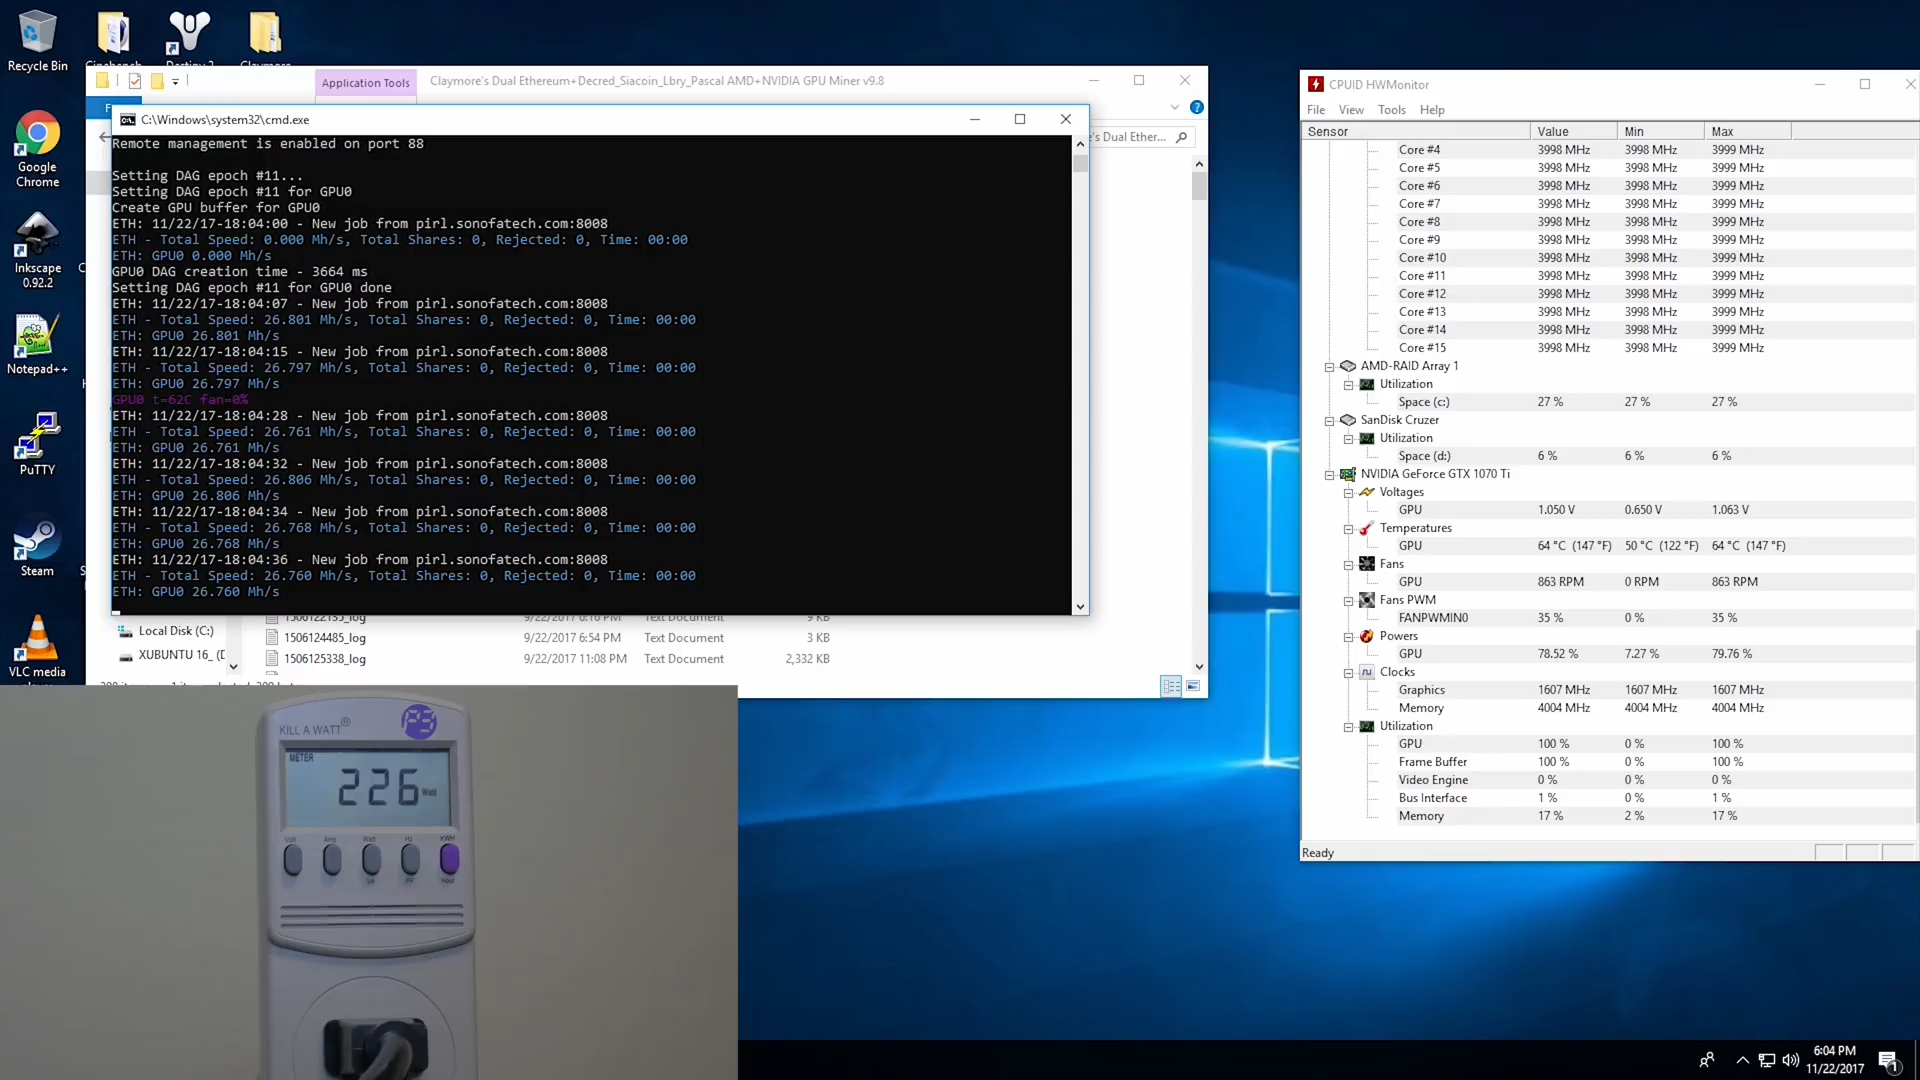 Recycle Bin
Destiny 2
Application Tools
Claymore's Dual Ethereum+Decred_Siacoin_Lbry_Pascal AMD+NVIDIA GPU Miner v9.8
Google
Chrome
Inkscape
0.92.2
Notepad++
PuTTY
Steam
VLC media
's Dual Ether...
C:\Windows\system32\cmd.exe
Remote management is enabled on port 88
Setting DAG epoch #11...
Setting DAG epoch #11 for GPU0
Create GPU buffer for GPU0
ETH: 11/22/17-18:04:00 - New job from pirl.sonofatech.com:8008
ETH - Total Speed: 0.000 Mh/s, Total Shares: 0, Rejected: 0, Time: 00:00
ETH: GPU0 0.000 Mh/s
GPU0 DAG creation time - 3664 ms
Setting DAG epoch #11 for GPU0 done
ETH: 11/22/17-18:04:07 - New job from pirl.sonofatech.com:8008
ETH - Total Speed: 26.801 Mh/s, Total Shares: 0, Rejected: 0, Time: 00:00
ETH: GPU0 26.801 Mh/s
ETH: 11/22/17-18:04:15 - New job from pirl.sonofatech.com:8008
ETH - Total Speed: 26.797 Mh/s, Total Shares: 0, Rejected: 0, Time: 00:00
ETH: GPU0 26.797 Mh/s
GPU0 t=62C fan=0%
ETH: 11/22/17-18:04:28 - New job from pirl.sonofatech.com:8008
ETH - Total Speed: 26.761 Mh/s, Total Shares: 0, Rejected: 0, Time: 00:00
ETH: GPU0 26.761 Mh/s
ETH: 11/22/17-18:04:32 - New job from pirl.sonofatech.com:8008
ETH - Total Speed: 26.806 Mh/s, Total Shares: 0, Rejected: 0, Time: 00:00
ETH: GPU0 26.806 Mh/s
ETH: 11/22/17-18:04:34 - New job from pirl.sonofatech.com:8008
ETH - Total Speed: 26.768 Mh/s, Total Shares: 0, Rejected: 0, Time: 00:00
ETH: GPU0 26.768 Mh/s
ETH: 11/22/17-18:04:36 - New job from pirl.sonofatech.com:8008
ETH - Total Speed: 26.760 Mh/s, Total Shares: 0, Rejected: 0, Time: 00:00
ETH: GPU0 26.760 Mh/s
Local Disk (C:)
XUBUNTU 16_ (D
9/22/2017 6:16 PM Text Document 9 KB
1506124485_log 9/22/2017 6:54 PM Text Document 3 KB
1506125338_log 9/22/2017 11:08 PM Text Document 2,332 KB
KILL A WATT®
P3
METER
226 Watt
Volt Amp Watt Hz KWH
VA PF Hour
CPUID HWMonitor
File View Tools Help
Sensor Value Min Max
Core #4 3998 MHz 3998 MHz 3999 MHz
Core #5 3998 MHz 3998 MHz 3999 MHz
Core #6 3998 MHz 3998 MHz 3999 MHz
Core #7 3998 MHz 3998 MHz 3999 MHz
Core #8 3998 MHz 3998 MHz 3999 MHz
Core #9 3998 MHz 3998 MHz 3999 MHz
Core #10 3998 MHz 3998 MHz 3999 MHz
Core #11 3998 MHz 3998 MHz 3999 MHz
Core #12 3998 MHz 3998 MHz 3999 MHz
Core #13 3998 MHz 3998 MHz 3999 MHz
Core #14 3998 MHz 3998 MHz 3999 MHz
Core #15 3998 MHz 3998 MHz 3999 MHz
AMD-RAID Array 1
Utilization
Space (c:) 27 % 27 % 27 %
SanDisk Cruzer
Utilization
Space (d:) 6 % 6 % 6 %
NVIDIA GeForce GTX 1070 Ti
Voltages
GPU 1.050 V 0.650 V 1.063 V
Temperatures
GPU 64 °C (147 °F) 50 °C (122 °F) 64 °C (147 °F)
Fans
GPU 863 RPM 0 RPM 863 RPM
Fans PWM
FANPWMIN0 35 % 0 % 35 %
Powers
GPU 78.52 % 7.27 % 79.76 %
Clocks
Graphics 1607 MHz 1607 MHz 1607 MHz
Memory 4004 MHz 4004 MHz 4004 MHz
Utilization
GPU 100 % 0 % 100 %
Frame Buffer 100 % 0 % 100 %
Video Engine 0 % 0 % 0 %
Bus Interface 1 % 0 % 1 %
Memory 17 % 2 % 17 %
Ready
6:04 PM
11/22/2017
1